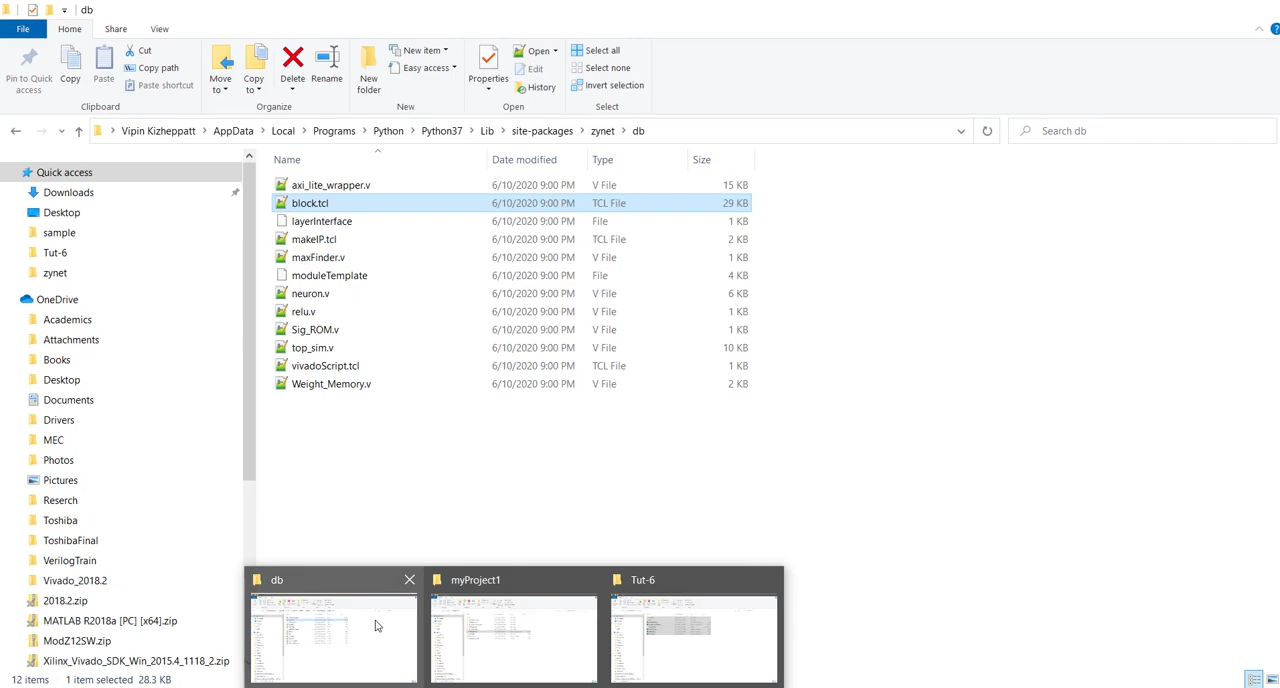 db
File Home Share View
Pin to Quick access
Copy
Paste
Cut
Copy path
Paste shortcut
Clipboard
Move to
Copy to
Delete
Rename
Organize
New folder
New item
Easy access
New
Properties
Open
Edit
History
Open
Select all
Select none
Invert selection
Select
Vipin Kizheppatt > AppData > Local > Programs > Python > Python37 > Lib > site-packages > zynet > db
Search db
Name Date modified Type Size
Quick access
Downloads
Desktop
sample
Tut-6
zynet
OneDrive
Academics
Attachments
Books
Desktop
Documents
Drivers
MEC
Photos
Pictures
Reserch
Toshiba
ToshibaFinal
VerilogTrain
Vivado_2018.2
2018.2.zip
MATLAB R2018a [PC] [x64].zip
ModZ12SW.zip
Xilinx_Vivado_SDK_Win_2015.4_1118_2.zip
axi_lite_wrapper.v 6/10/2020 9:00 PM V File 15 KB
block.tcl 6/10/2020 9:00 PM TCL File 29 KB
layerInterface 6/10/2020 9:00 PM File 1 KB
makeIP.tcl 6/10/2020 9:00 PM TCL File 2 KB
maxFinder.v 6/10/2020 9:00 PM V File 1 KB
moduleTemplate 6/10/2020 9:00 PM File 4 KB
neuron.v 6/10/2020 9:00 PM V File 6 KB
relu.v 6/10/2020 9:00 PM V File 1 KB
Sig_ROM.v 6/10/2020 9:00 PM V File 1 KB
top_sim.v 6/10/2020 9:00 PM V File 10 KB
vivadoScript.tcl 6/10/2020 9:00 PM TCL File 1 KB
Weight_Memory.v 6/10/2020 9:00 PM V File 2 KB
db
myProject1
Tut-6
12 items 1 item selected 28.3 KB